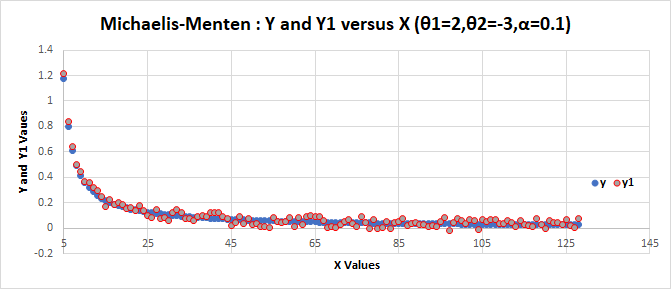 Michaelis-Menten : Y and Y1 versus X (θ1=2,θ2=-3,α=0.1)
1.4
1.2
1
0.8
0.6
0.4
0.2
0
-0.2
Y and Y1 Vaues
5 25 45 65 85 105 125 145
X Values
y y1